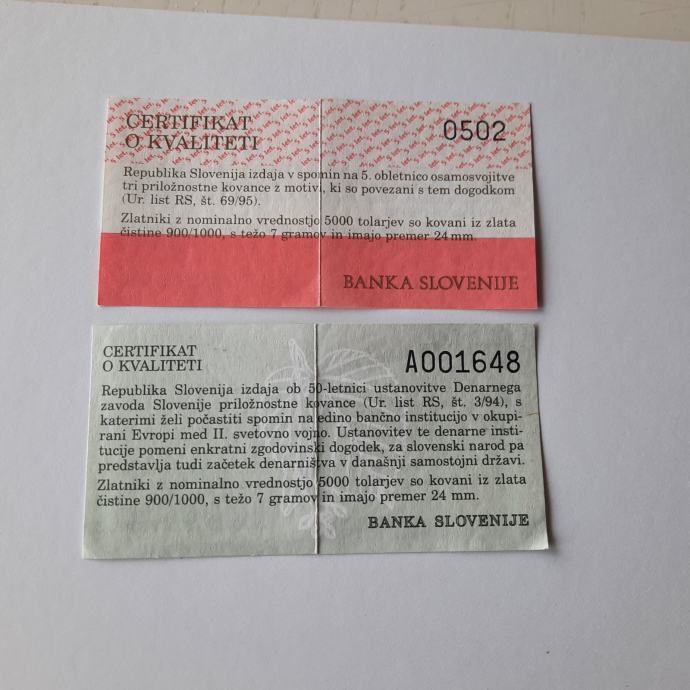 CERTIFIKAT
O KVALITETI
0502
Republika Slovenija izdaja v spomin na 5. obletnico osamosvojitve
tri priložnostne kovance z motivi, ki so povezani s tem dogodkom
(Ur. list RS, št. 69/95).
Zlatniki z nominalno vrednostjo 5000 tolarjev so kovani iz zlata
čistine 900/1000, s težo 7 gramov in imajo premer 24 mm.
BANKA SLOVENIJE
CERTIFIKAT
O KVALITETI
A001648
Republika Slovenija izdaja ob 50-letnici ustanovitve Denarnega
zavoda Slovenije priložnostne kovance (Ur. list RS, št. 3/94), s
katerimi želi počastiti spomin na edino bančno institucijo v okupi-
rani Evropi med II. svetovno vojno. Ustanovitev te denarne insti-
tucije pomeni enkratni zgodovinski dogodek, za slovenski narod pa
predstavlja tudi začetek denarništva v današnji samostojni državi.
Zlatniki z nominalno vrednostjo 5000 tolarjev so kovani iz zlata
čistine 900/1000, s težo 7 gramov in imajo premer 24 mm.
BANKA SLOVENIJE